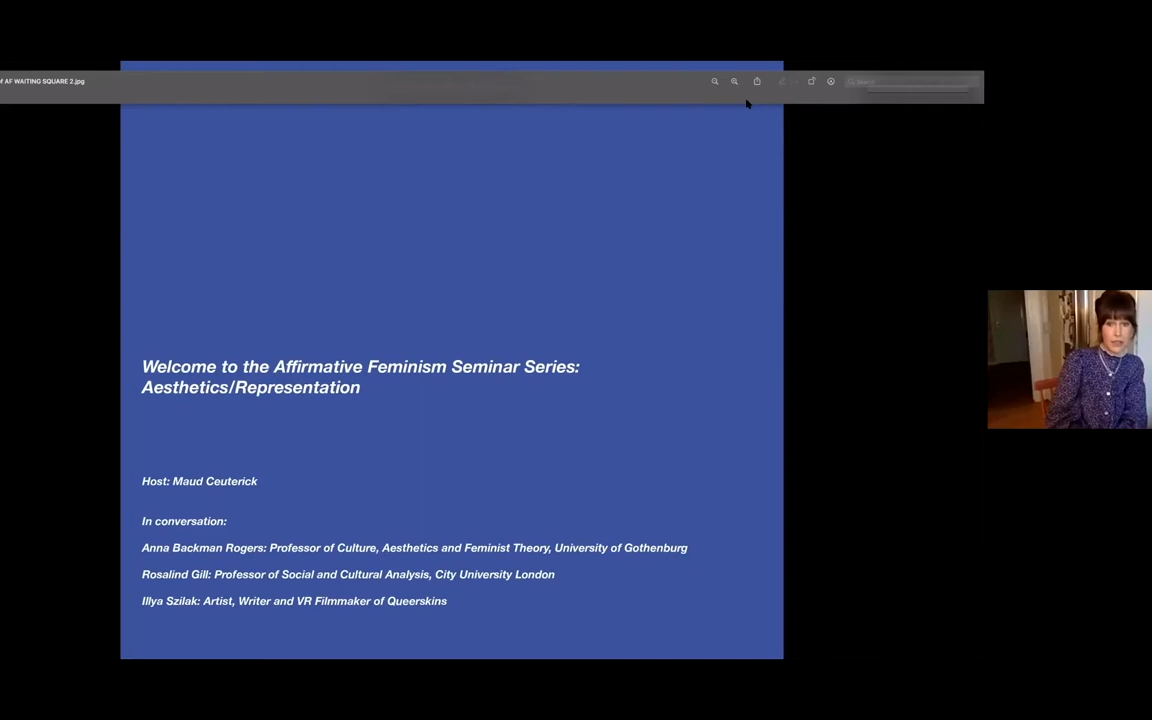 AF WAITING SQUARE 2.jpg
Search
Welcome to the Affirmative Feminism Seminar Series:
Aesthetics/Representation
Host: Maud Ceuterick
In conversation:
Anna Backman Rogers: Professor of Culture, Aesthetics and Feminist Theory, University of Gothenburg
Rosalind Gill: Professor of Social and Cultural Analysis, City University London
Illya Szilak: Artist, Writer and VR Filmmaker of Queerskins